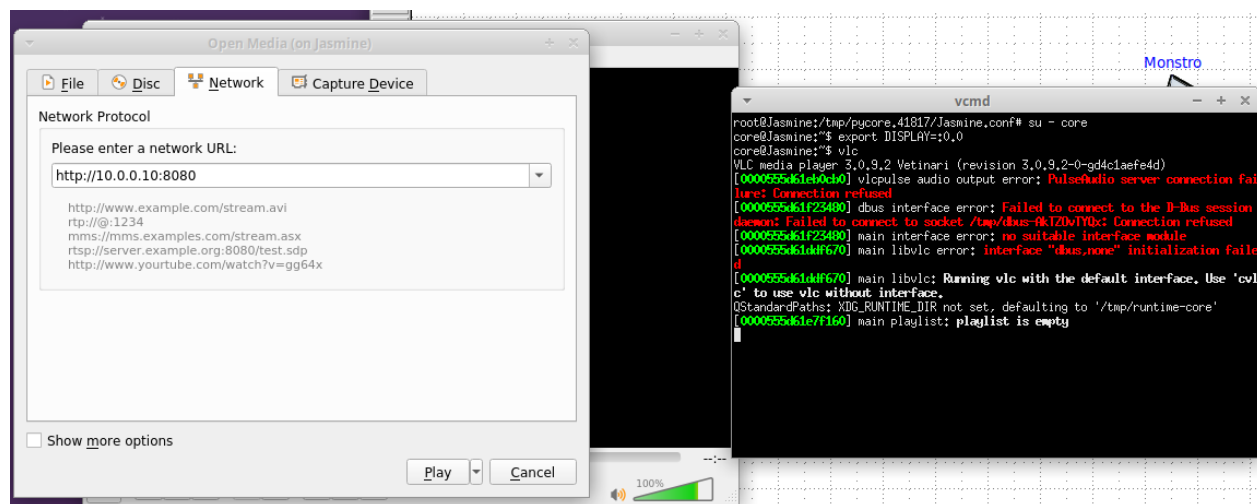 Open Media (on Jasmine)
File
Disc
Network
Capture Device
Network Protocol
Please enter a network URL:
http://10.0.0.10:8080
http://www.example.com/stream.avi
rtp://@:1234
mms://mms.examples.com/stream.asx
rtsp://server.example.org:8080/test.sdp
http://www.yourtube.com/watch?v=gg64x
Show more options
Play
Cancel
--:--
100%
Monstro
vcmd
root@Jasmine:/tmp/pycore.41817/Jasmine.conf# su - core
core@Jasmine:~$ export DISPLAY=:0.0
core@Jasmine:~$ vlc
VLC media player 3.0.9.2 Vetinari (revision 3.0.9.2-0-gd4c1aefe4d)
[0000555d61eb0cb0] vlcpulse audio output error: PulseAudio server connection fai
lure: Connection refused
[0000555d61f23480] dbus interface error: Failed to connect to the D-Bus session
daemon: Failed to connect to socket /tmp/dbus-AkTZOvTYQx: Connection refused
[0000555d61f23480] main interface error: no suitable interface module
[0000555d61ddf670] main libvlc error: interface "dbus,none" initialization faile
d
[0000555d61ddf670] main libvlc: Running vlc with the default interface. Use 'cvl
c' to use vlc without interface.
QStandardPaths: XDG_RUNTIME_DIR not set, defaulting to '/tmp/runtime-core'
[0000555d61e7f160] main playlist: playlist is empty